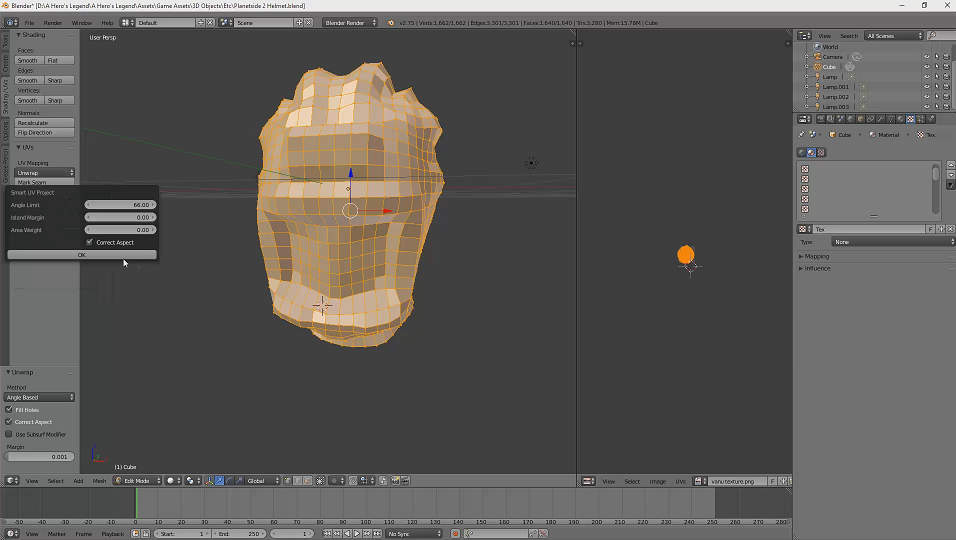 Blender* [D:\A Hero's Legend\A Hero's Legend\Assets\Game Assets\3D Objects\Etc\Planetside 2 Helmet.blend]
File Render Window Help Default Scene Blender Render v2.75 | Verts:1,662/1,662 | Edges:3,301/3,301 | Faces:1,640/1,640 | Tris:3,280 | Mem:15.78M | Cube
Shading
Faces:
Smooth Flat
Edges:
Smooth Sharp
Vertices:
Smooth Sharp
Normals:
Recalculate
Flip Direction
UVs
UV Mapping:
Unwrap
Mark Seam
Tools
Create
Shading / UVs
Options
Grease Pencil
Smart UV Project
Angle Limit 66.00
Island Margin 0.00
Area Weight 0.00
Correct Aspect
OK
Unwrap
Method
Angle Based
Fill Holes
Correct Aspect
Use Subsurf Modifier
Margin
0.001
User Persp
(1) Cube
View Select Add Mesh Edit Mode Global
View Select Image UVs vanu texture.png F
View Search All Scenes
World
Camera
Cube
Lamp
Lamp.001
Lamp.002
Lamp.003
Cube Material Tex
Tex F
Type: None
Mapping
Influence
-50 -40 -30 -20 -10 0 10 20 30 40 50 60 70 80 90 100 110 120 130 140 150 160 170 180 190 200 210 220 230 240 250 260 270 280
View Marker Frame Playback Start: 1 End: 250 1 No Sync